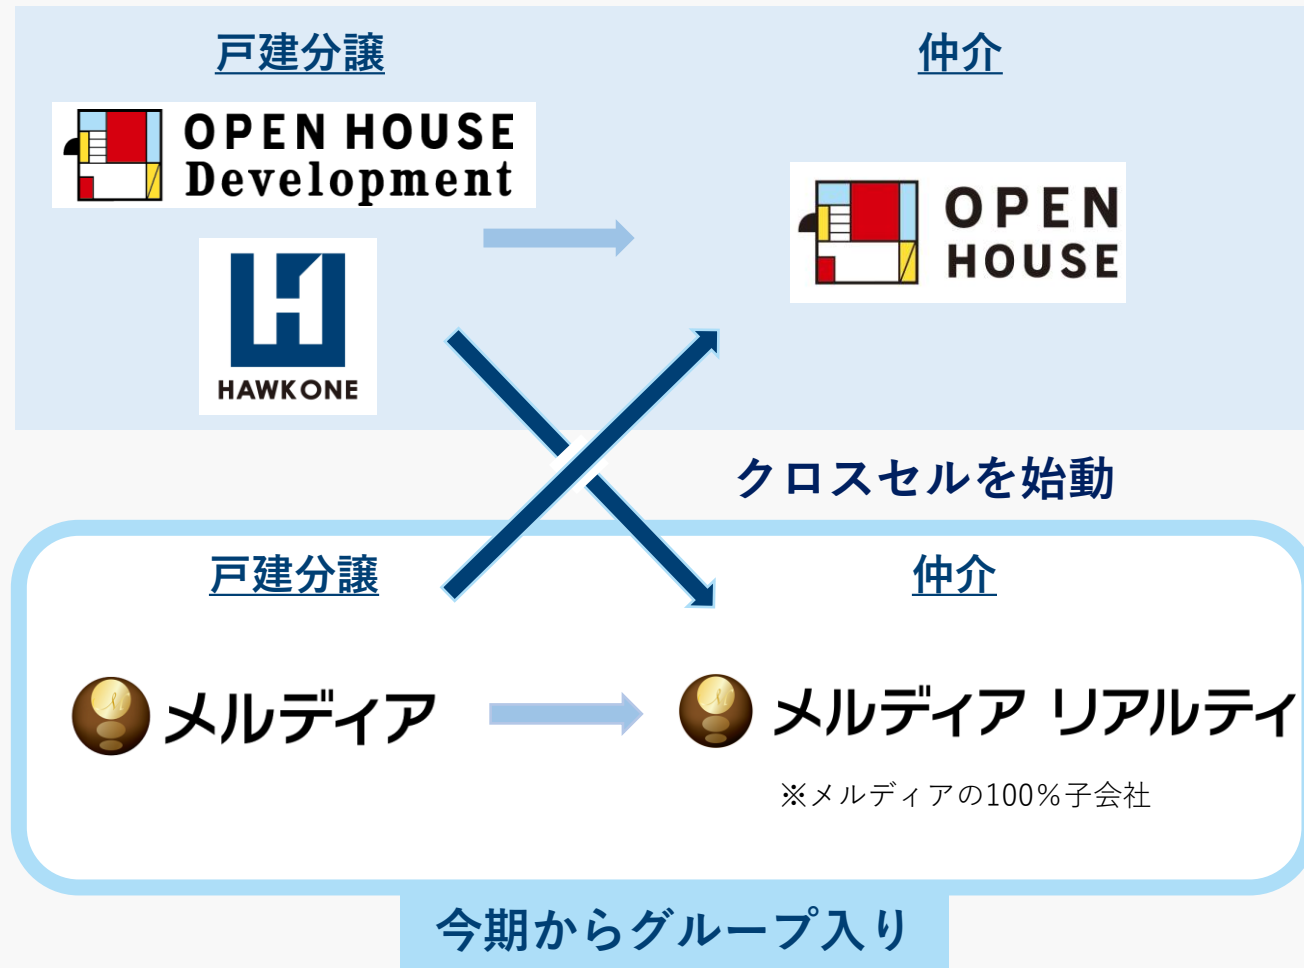 戸建分譲
仲介
OPEN HOUSE
Development
OPEN
HOUSE
HAWK ONE
クロスセルを始動
戸建分譲
仲介
メルディア
メルディア リアルティ
※メルディアの100%子会社
今期からグループ入り